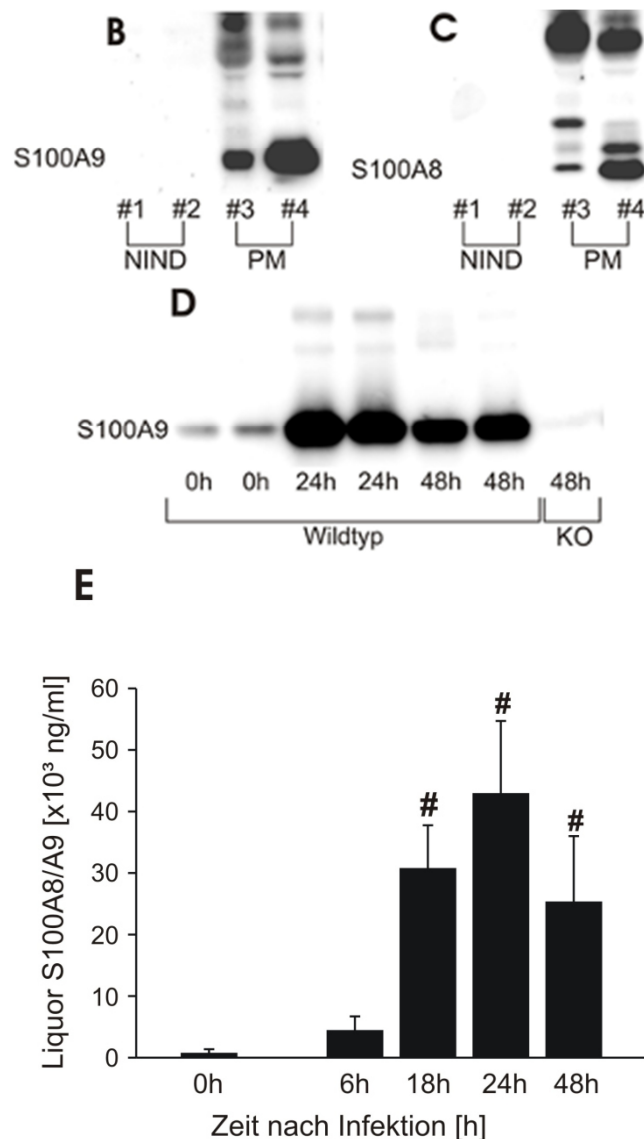 B
C
S100A9
S100A8
#1 #2 #3 #4
#1 #2 #3 #4
NIND PM
NIND PM
D
S100A9
0h 0h 24h 24h 48h 48h 48h
Wildtyp KO
E
Liquor S100A8/A9 [x10³ ng/ml]
60
50
40
30
20
10
0
# # #
0h 6h 18h 24h 48h
Zeit nach Infektion [h]